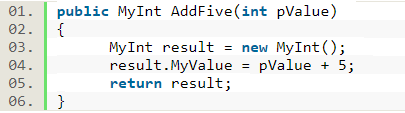 01. public MyInt AddFive(int pValue)
02. {
03.       MyInt result = new MyInt();
04.       result.MyValue = pValue + 5;
05.       return result;
06. }